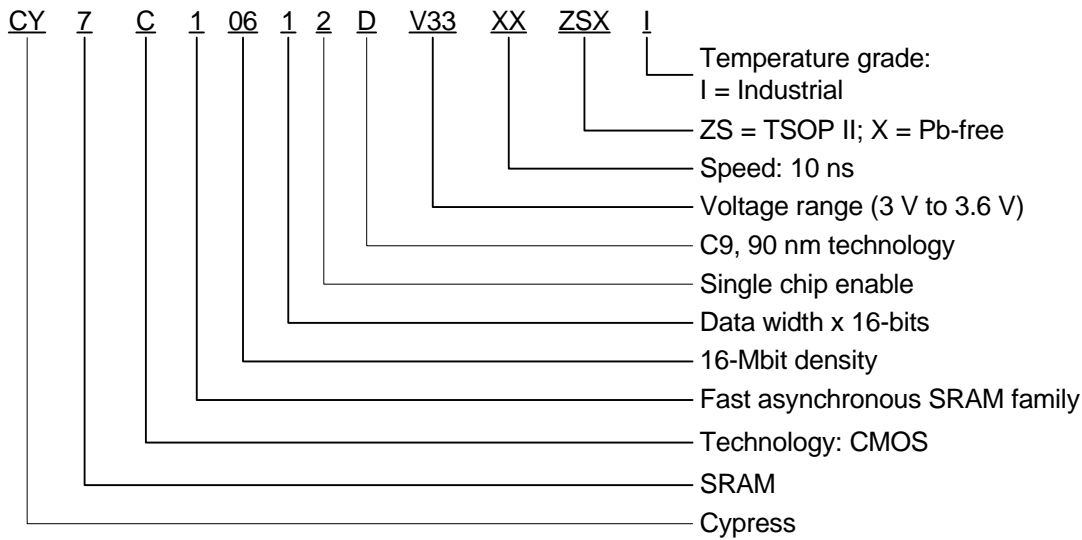 CY 7 C 1 06 1 2 D V33 XX ZSX I
Temperature grade:
I = Industrial
ZS = TSOP II; X = Pb-free
Speed: 10 ns
Voltage range (3 V to 3.6 V)
C9, 90 nm technology
Single chip enable
Data width x 16-bits
16-Mbit density
Fast asynchronous SRAM family
Technology: CMOS
SRAM
Cypress